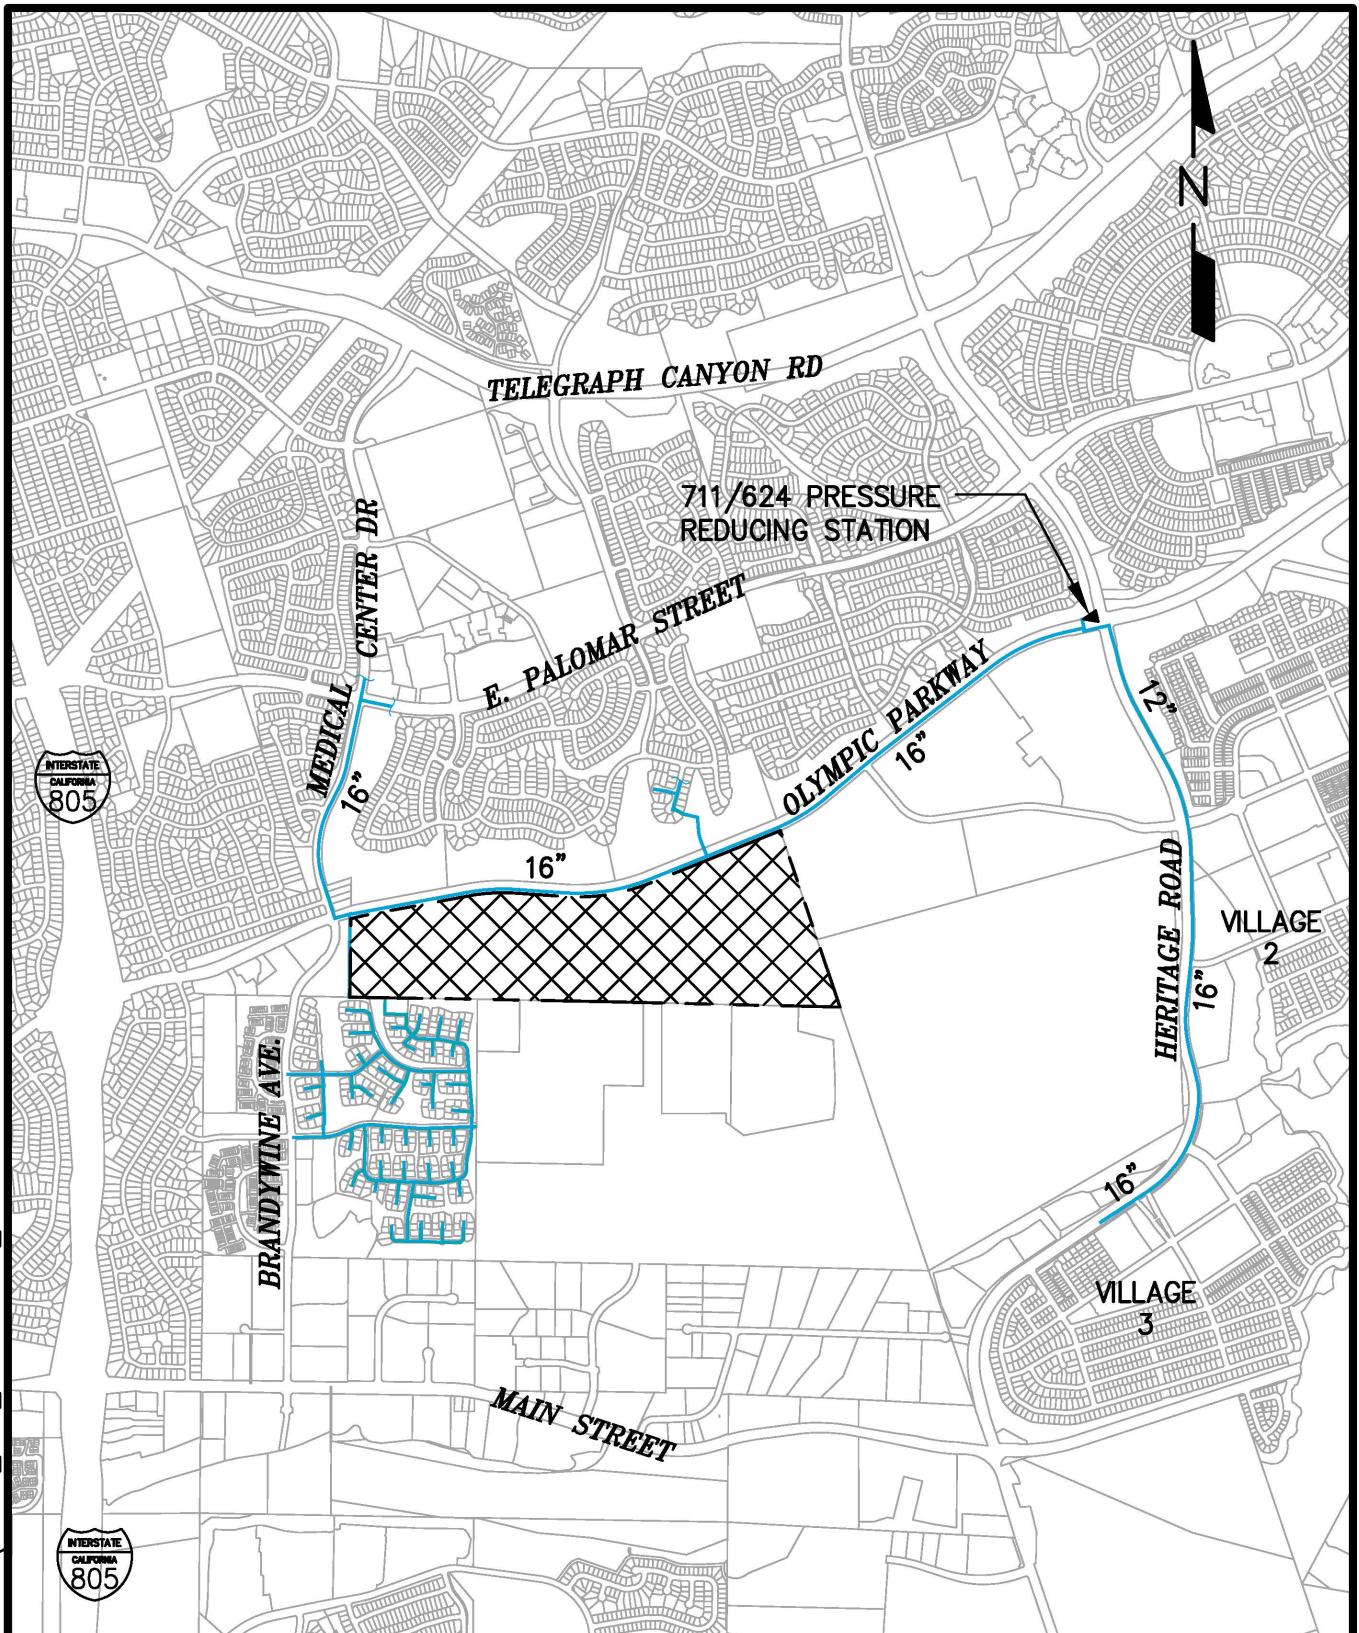 N
TELEGRAPH CANYON RD
711/624 PRESSURE
REDUCING STATION
MEDICAL CENTER DR
E. PALOMAR STREET
OLYMPIC PARKWAY
12"
16"
16"
16"
INTERSTATE
CALIFORNIA
805
HERITAGE ROAD
VILLAGE
2
16"
BRANDYWINE AVE.
16"
VILLAGE
3
MAIN STREET
INTERSTATE
CALIFORNIA
805